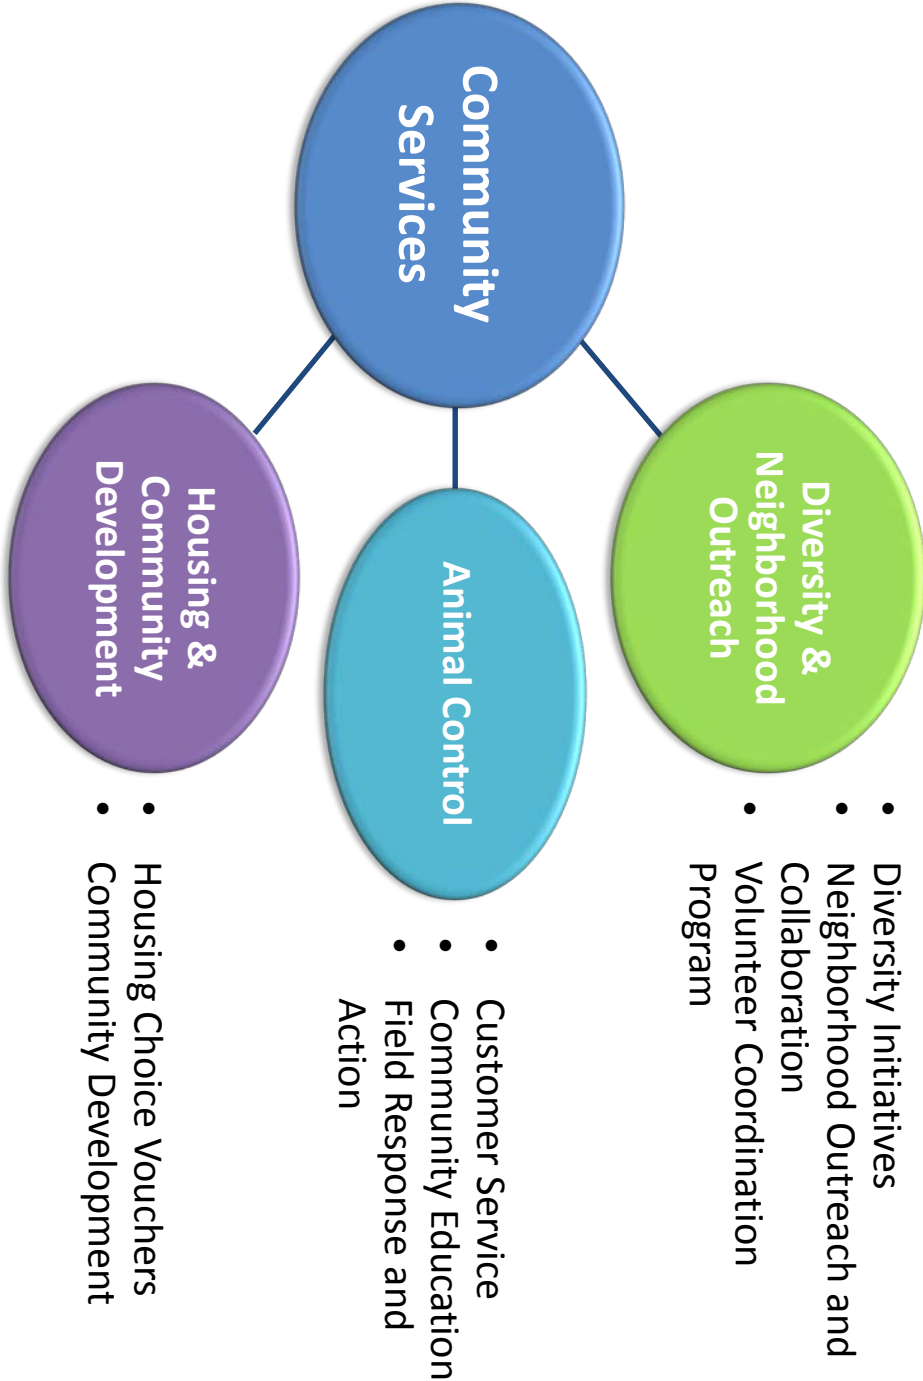 Community
Services
Diversity &
Neighborhood
Outreach
• Diversity Initiatives
• Neighborhood Outreach and
Collaboration
• Volunteer Coordination
Program
Animal Control
• Customer Service
• Community Education
• Field Response and
Action
Housing &
Community
Development
• Housing Choice Vouchers
• Community Development